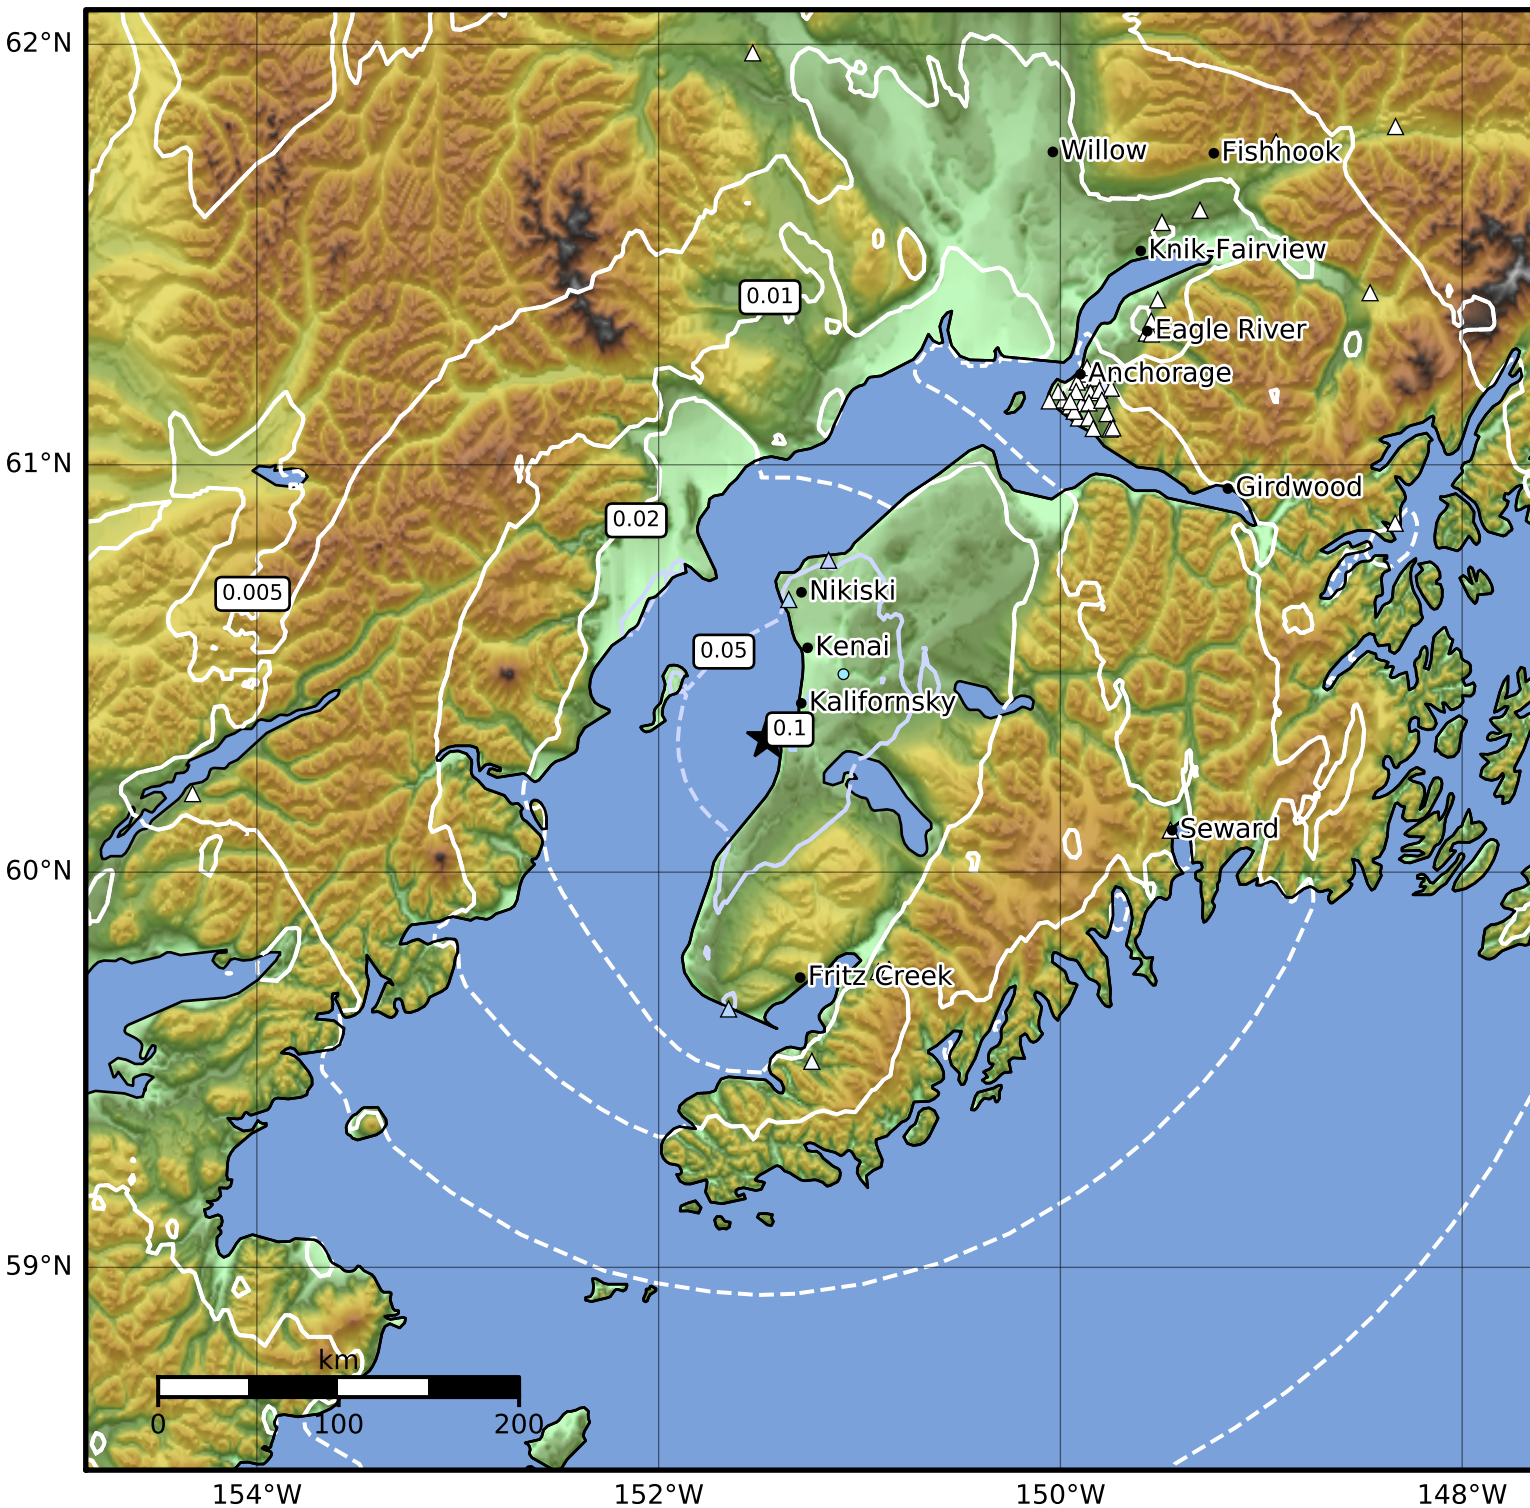 62°N
Willow
Fishhook
Knik-Fairview
0.01
Eagle River
Anchorage
61°N
Girdwood
0.02
0.005
Nikiski
0.05
Kenai
Kalifornsky
0.1
Seward
60°N
Fritz Creek
59°N
km
0 100 200
154°W 152°W 150°W 148°W